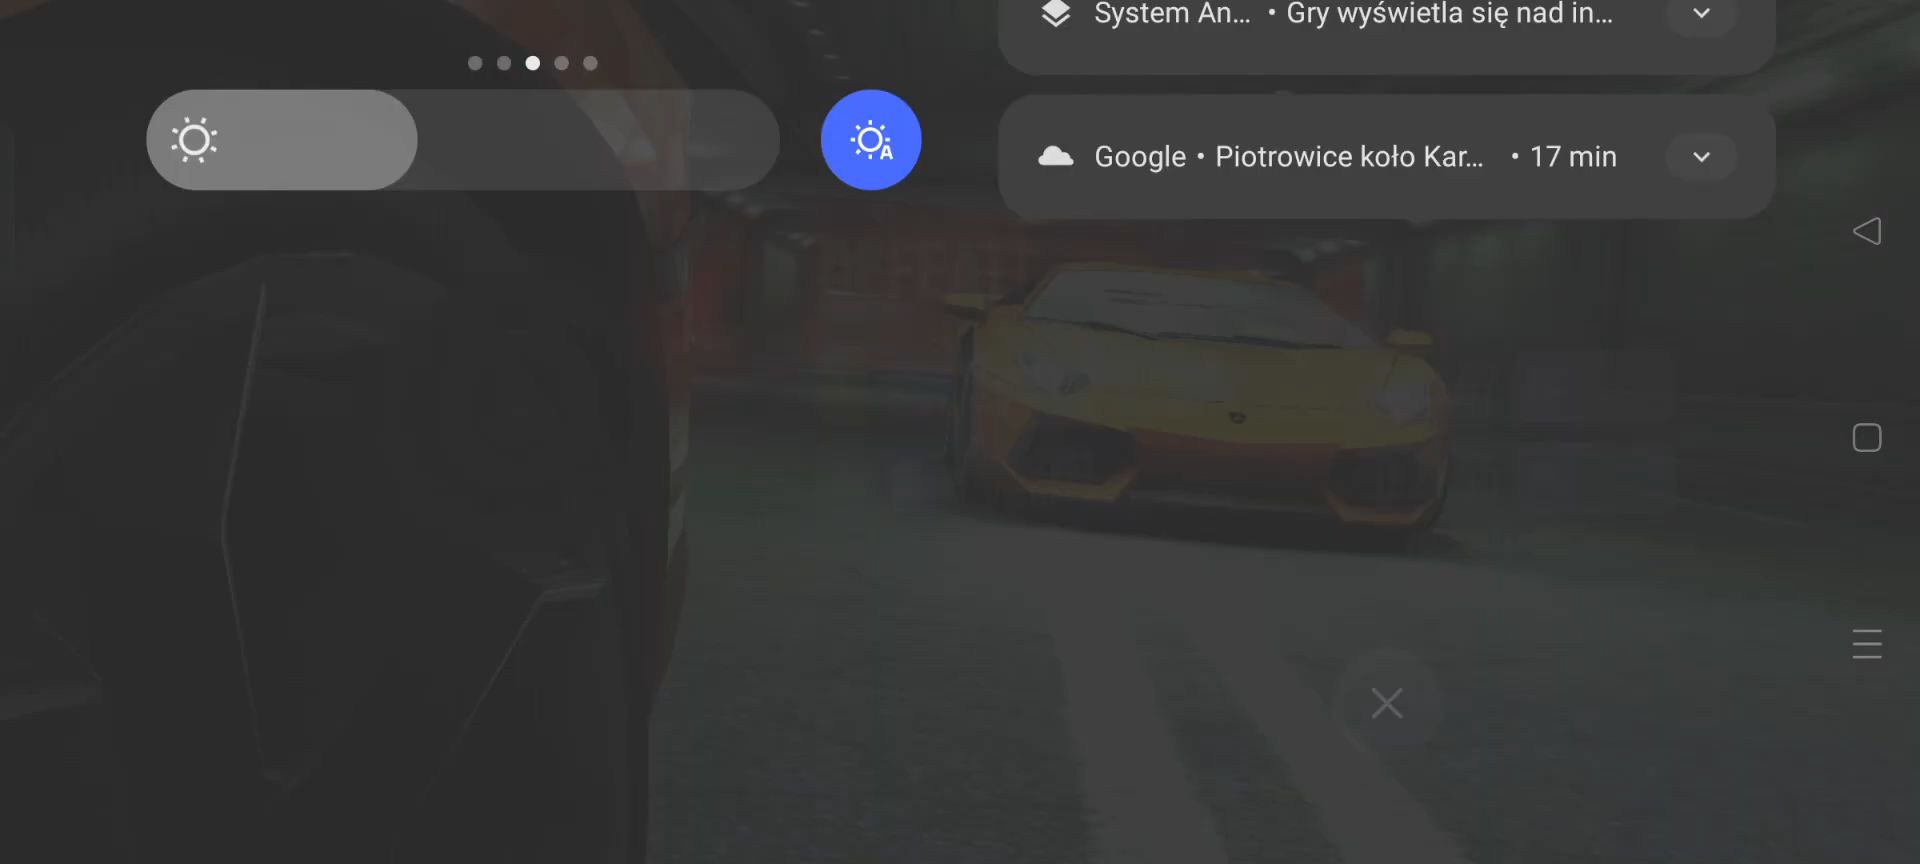 System An... • Gry wyświetla się nad in...
A
Google • Piotrowice koło Kar... • 17 min